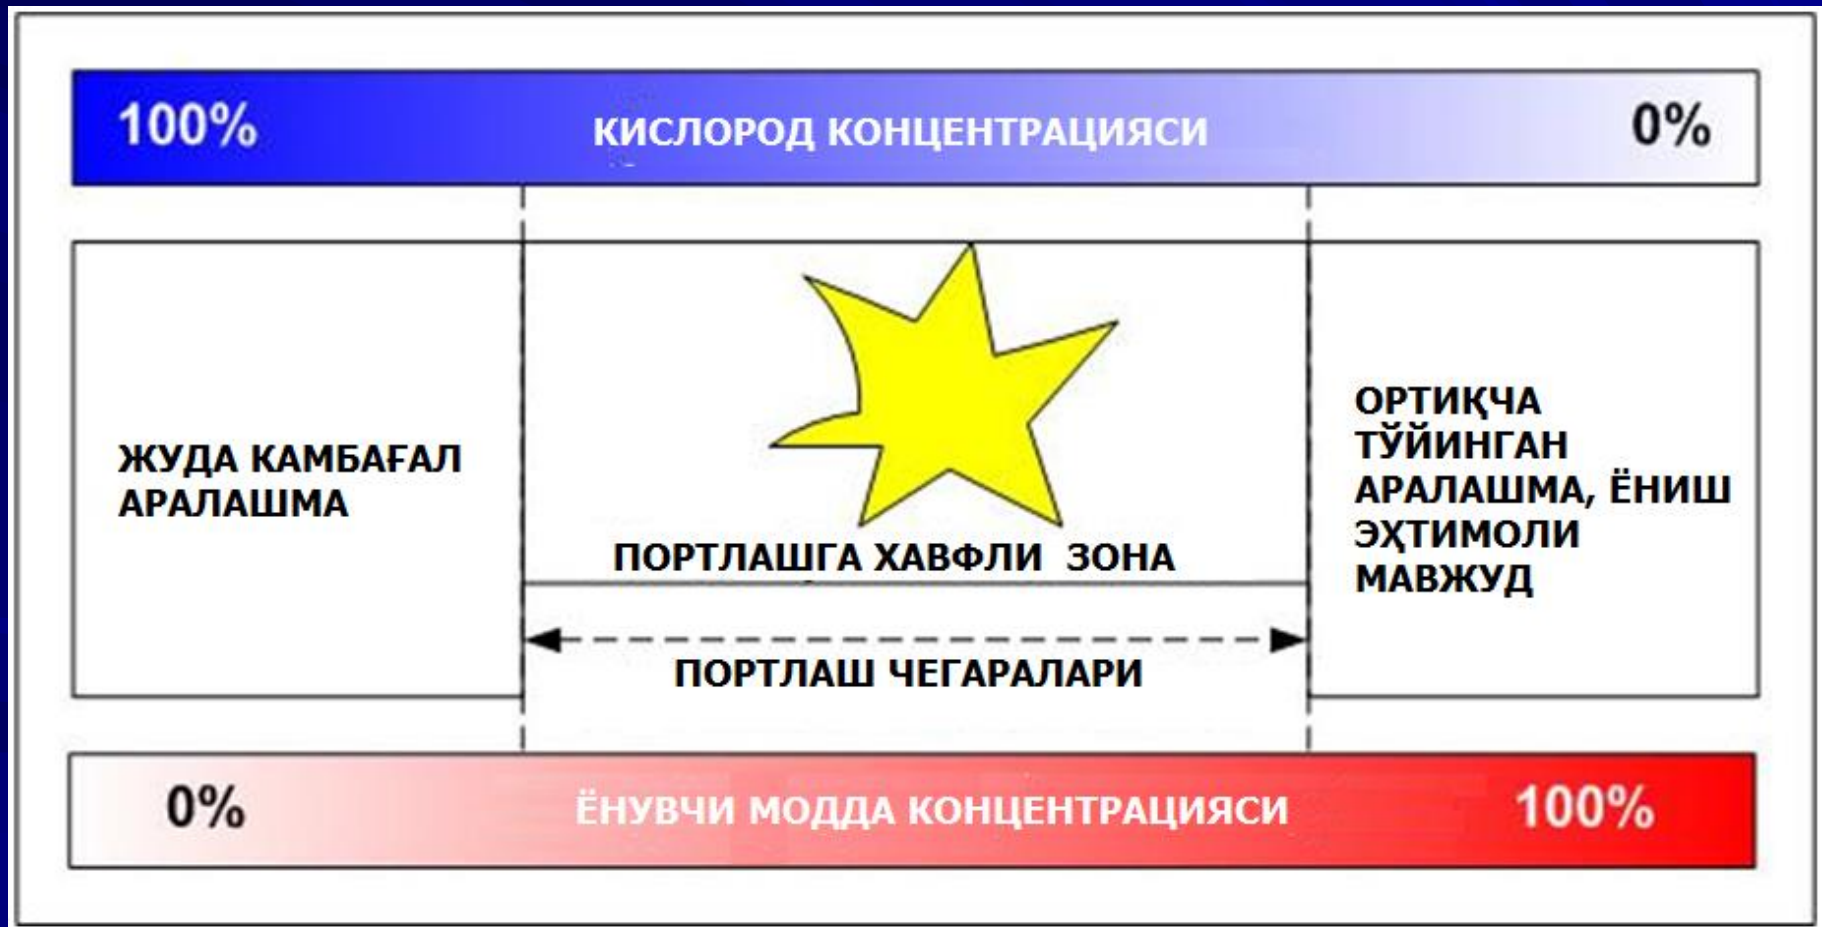 100% КИСЛОРОД КОНЦЕНТРАЦИЯСИ 0%
ЖУДА КАМБАҒАЛ
АРАЛАШМА
ПОРТЛАШГА ХАВФЛИ ЗОНА
ПОРТЛАШ ЧЕГАРАЛАРИ
ОРТИҚЧА
ТЎЙИНГАН
АРАЛАШМА, ЁНИШ
ЭҲТИМОЛИ
МАВЖУД
0% ЁНУВЧИ МОДДА КОНЦЕНТРАЦИЯСИ 100%